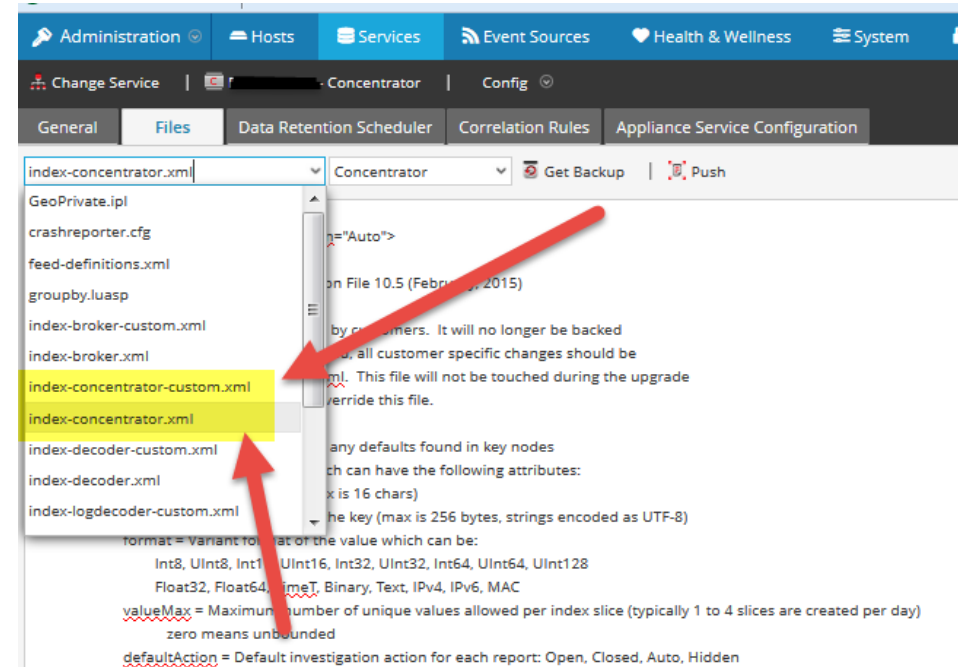 Administration Hosts Services Event Sources Health & Wellness System
Change Service | - Concentrator | Config
General Files Data Retention Scheduler Correlation Rules Appliance Service Configuration
index-concentrator.xml Concentrator Get Backup | Push
GeoPrivate.ipl
crashreporter.cfg
="Auto">
feed-definitions.xml
on File 10.5 (February, 2015)
groupby.luasp
index-broker-custom.xml
by customers. It will no longer be backed
index-broker.xml
all customer specific changes should be
index-concentrator-custom.xml
This file will not be touched during the upgrade
override this file.
index-concentrator.xml
index-decoder-custom.xml
any defaults found in key nodes
can have the following attributes:
index-decoder.xml
is 16 chars)
index-logdecoder-custom.xml
he key (max is 256 bytes, strings encoded as UTF-8)
format = Variant format of the value which can be:
Int8, UInt8, Int16, UInt16, Int32, UInt32, Int64, UInt64, UInt128
Float32, Float64, TimeT, Binary, Text, IPv4, IPv6, MAC
valueMax = Maximum number of unique values allowed per index slice (typically 1 to 4 slices are created per day)
zero means unbounded
defaultAction = Default investigation action for each report: Open, Closed, Auto, Hidden